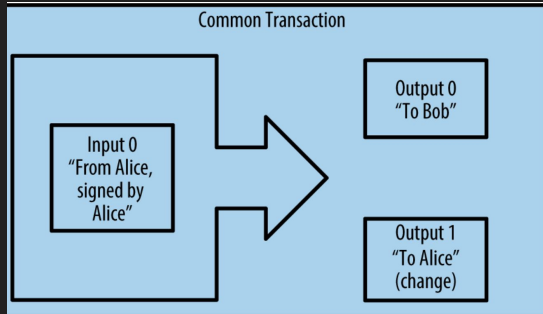 Common Transaction
Input 0
“From Alice,
signed by
Alice”
Output 0
“To Bob”
Output 1
“To Alice”
(change)